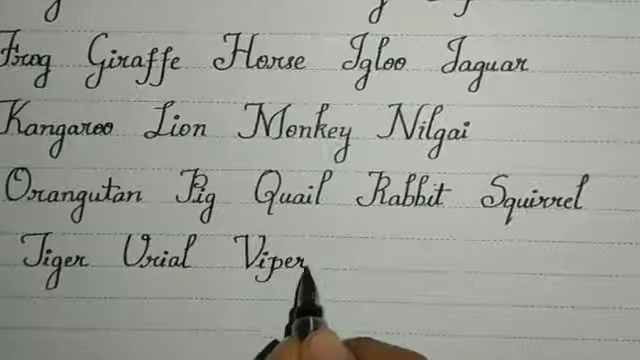 Frog Giraffe Horse Igloo Jaguar
Kangaroo Lion Monkey Nilgai
Orangutan Pig Quail Rabbit Squirrel
Tiger Urial Viper